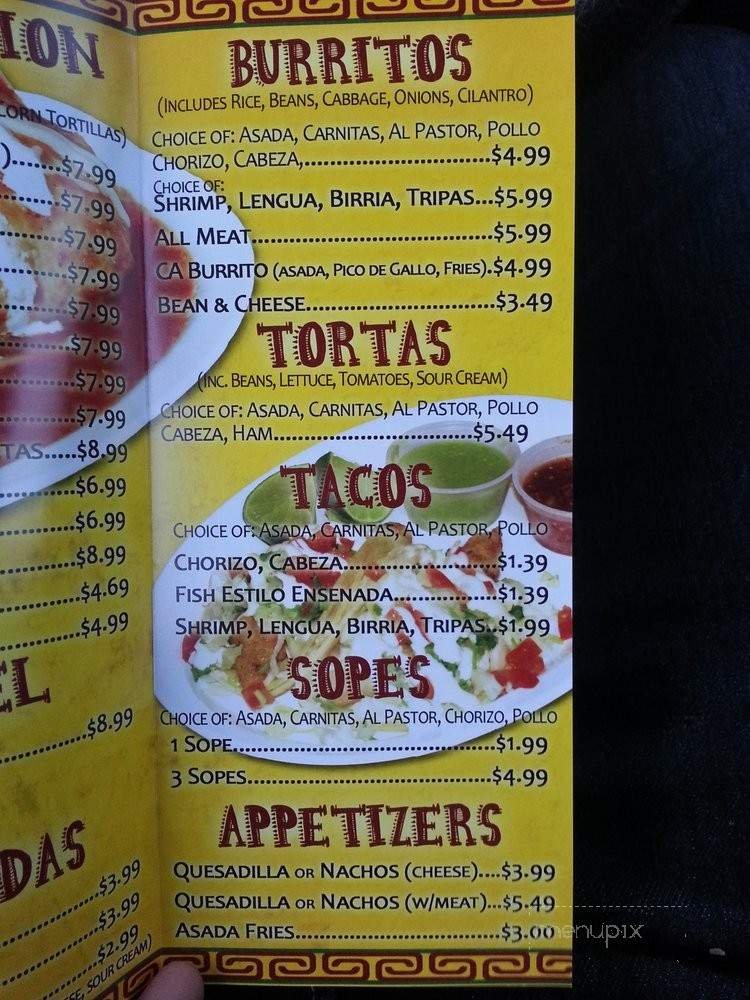 ION
CORN TORTILLAS)
)........$7.99
........$7.99
........$7.99
........$7.99
........$7.99
........$7.99
........$7.99
........$7.99
TAS.....$8.99
........$6.99
........$6.99
........$8.99
........$4.69
........$4.99
EL
........$8.99
DAS
........$3.99
........$3.99
........$2.99
SOUR CREAM)
BURRITOS
(INCLUDES RICE, BEANS, CABBAGE, ONIONS, CILANTRO)
CHOICE OF: ASADA, CARNITAS, AL PASTOR, POLLO
CHORIZO, CABEZA,................................$4.99
CHOICE OF:
SHRIMP, LENGUA, BIRRIA, TRIPAS...$5.99
ALL MEAT..........................................$5.99
CA BURRITO (ASADA, PICO DE GALLO, FRIES).$4.99
BEAN & CHEESE.................................$3.49
TORTAS
(INC. BEANS, LETTUCE, TOMATOES, SOUR CREAM)
CHOICE OF: ASADA, CARNITAS, AL PASTOR, POLLO
CABEZA, HAM...................................$5.49
TACOS
CHOICE OF: ASADA, CARNITAS, AL PASTOR, POLLO
CHORIZO, CABEZA..........................$1.39
FISH ESTILO ENSENADA..................$1.39
SHRIMP, LENGUA, BIRRIA, TRIPAS..$1.99
SOPES
CHOICE OF: ASADA, CARNITAS, AL PASTOR, CHORIZO, POLLO
1 SOPE..............................................$1.99
3 SOPES..........................................$4.99
APPETIZERS
QUESADILLA OR NACHOS (CHEESE)....$3.99
QUESADILLA OR NACHOS (W/MEAT)...$5.49
ASADA FRIES...................................$3.00
menupix